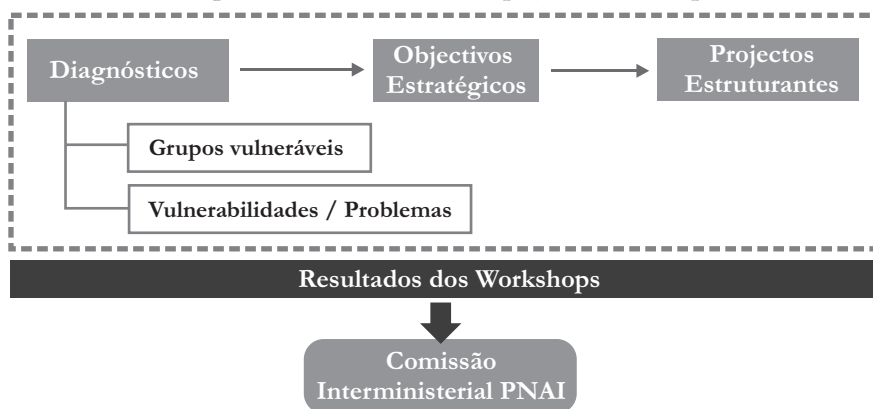 Diagnósticos
Objectivos
Estratégicos
Projectos
Estruturantes
Grupos vulneráveis
Vulnerabilidades / Problemas
Resultados dos Workshops
Comissão
Interministerial PNAI